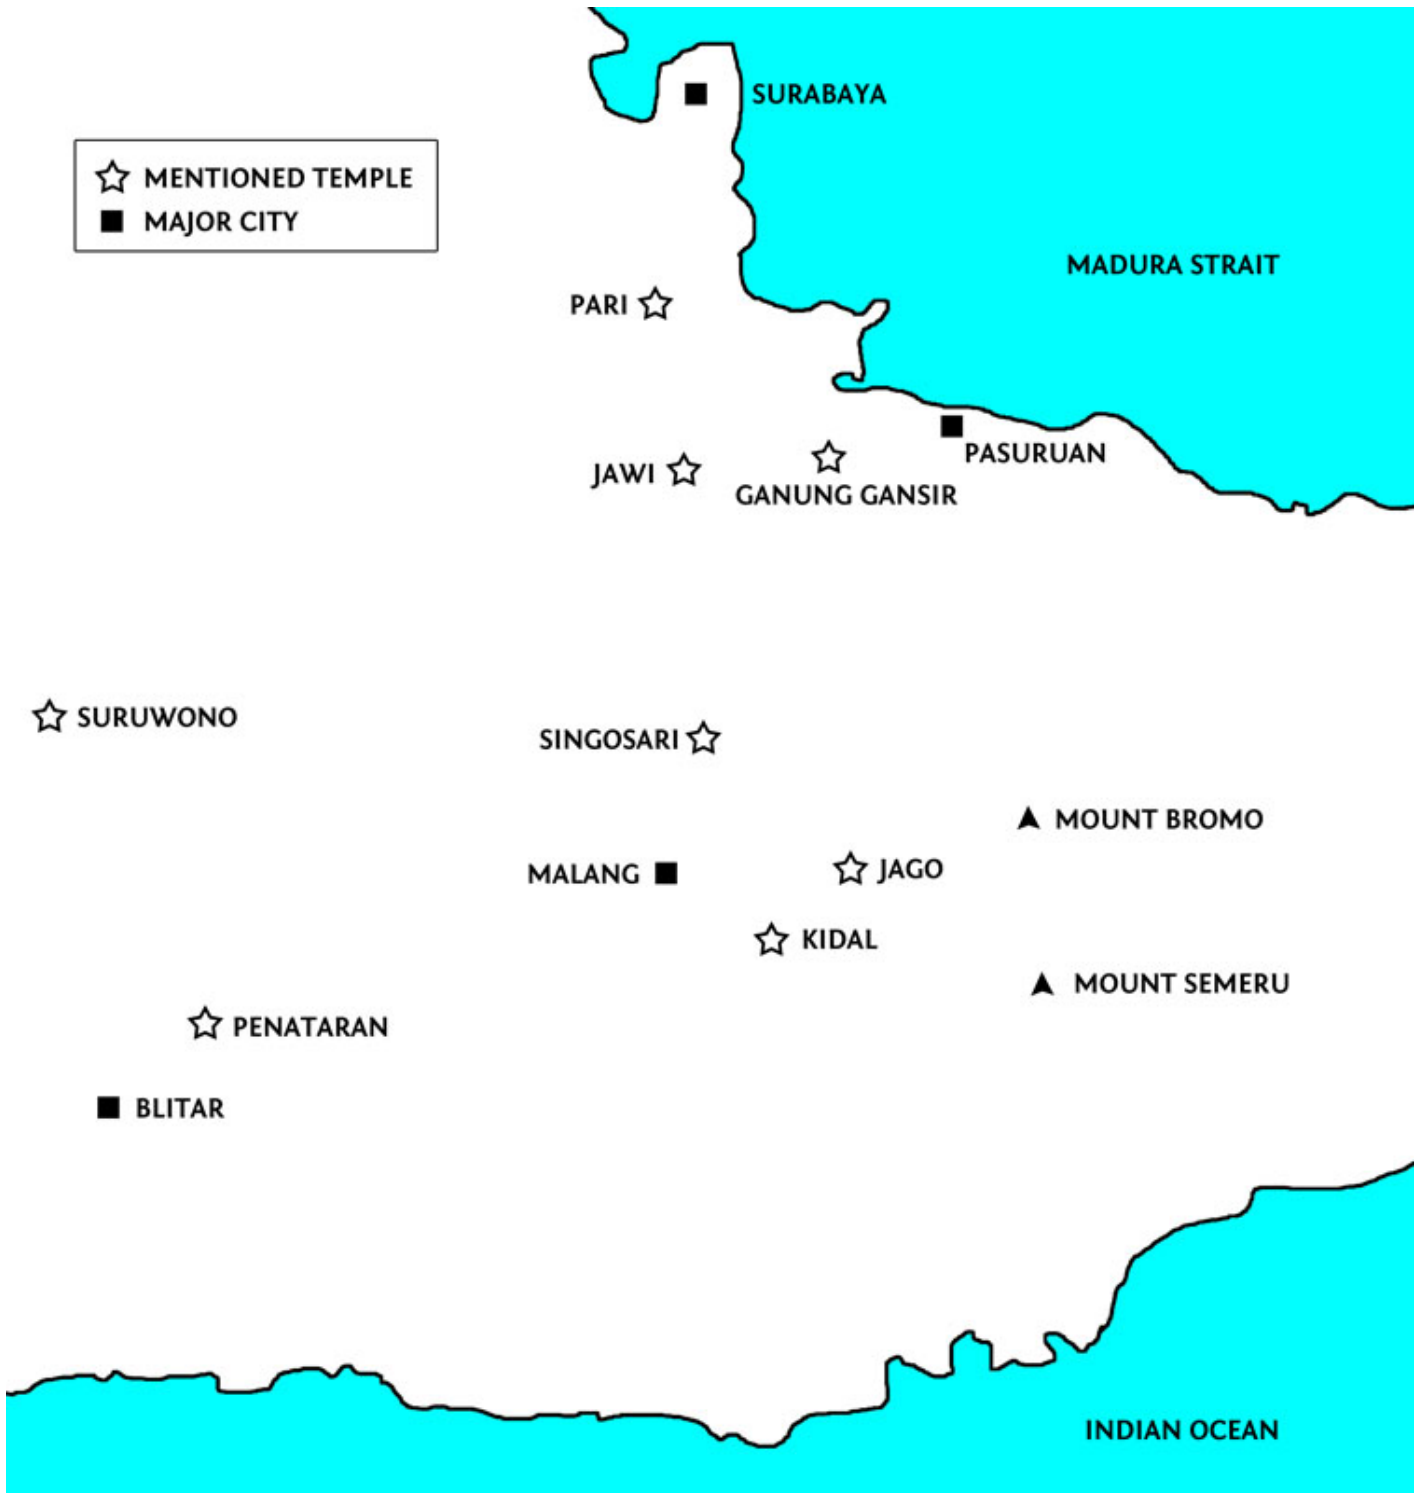 SURABAYA
MENTIONED TEMPLE
MAJOR CITY
MADURA STRAIT
PARI
PASURUAN
JAWI
GANUNG GANSIR
SURUWONO
SINGOSARI
MOUNT BROMO
MALANG
JAGO
KIDAL
MOUNT SEMERU
PENATARAN
BLITAR
INDIAN OCEAN